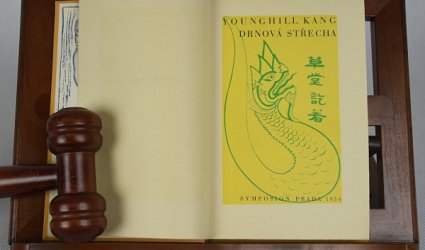 YOUNGHILL KANG
DRNOVÁ STŘECHA
草堂記者
SYMPOSION PRAHA 1934